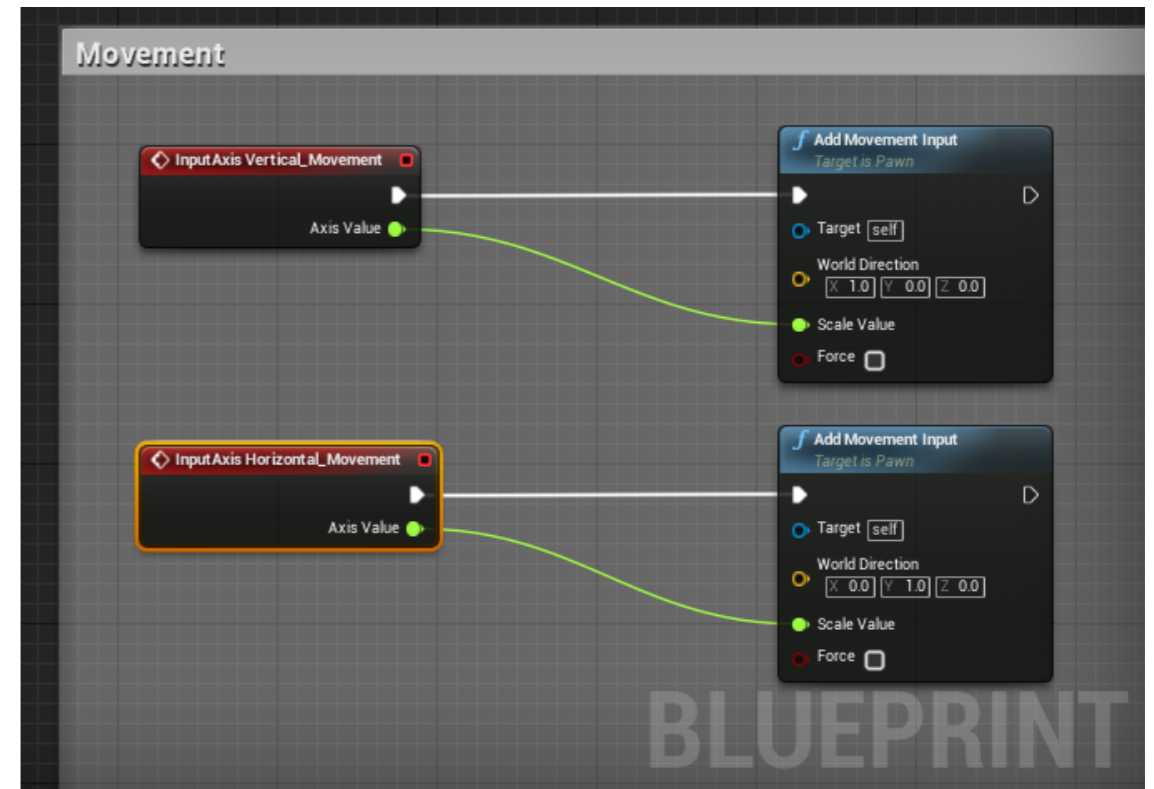 Movement
InputAxis Vertical_Movement
Axis Value
Add Movement Input
Target is Pawn
Target self
World Direction
X 1.0 Y 0.0 Z 0.0
Scale Value
Force
InputAxis Horizontal_Movement
Axis Value
Add Movement Input
Target is Pawn
Target self
World Direction
X 0.0 Y 1.0 Z 0.0
Scale Value
Force
BLUEPRINT